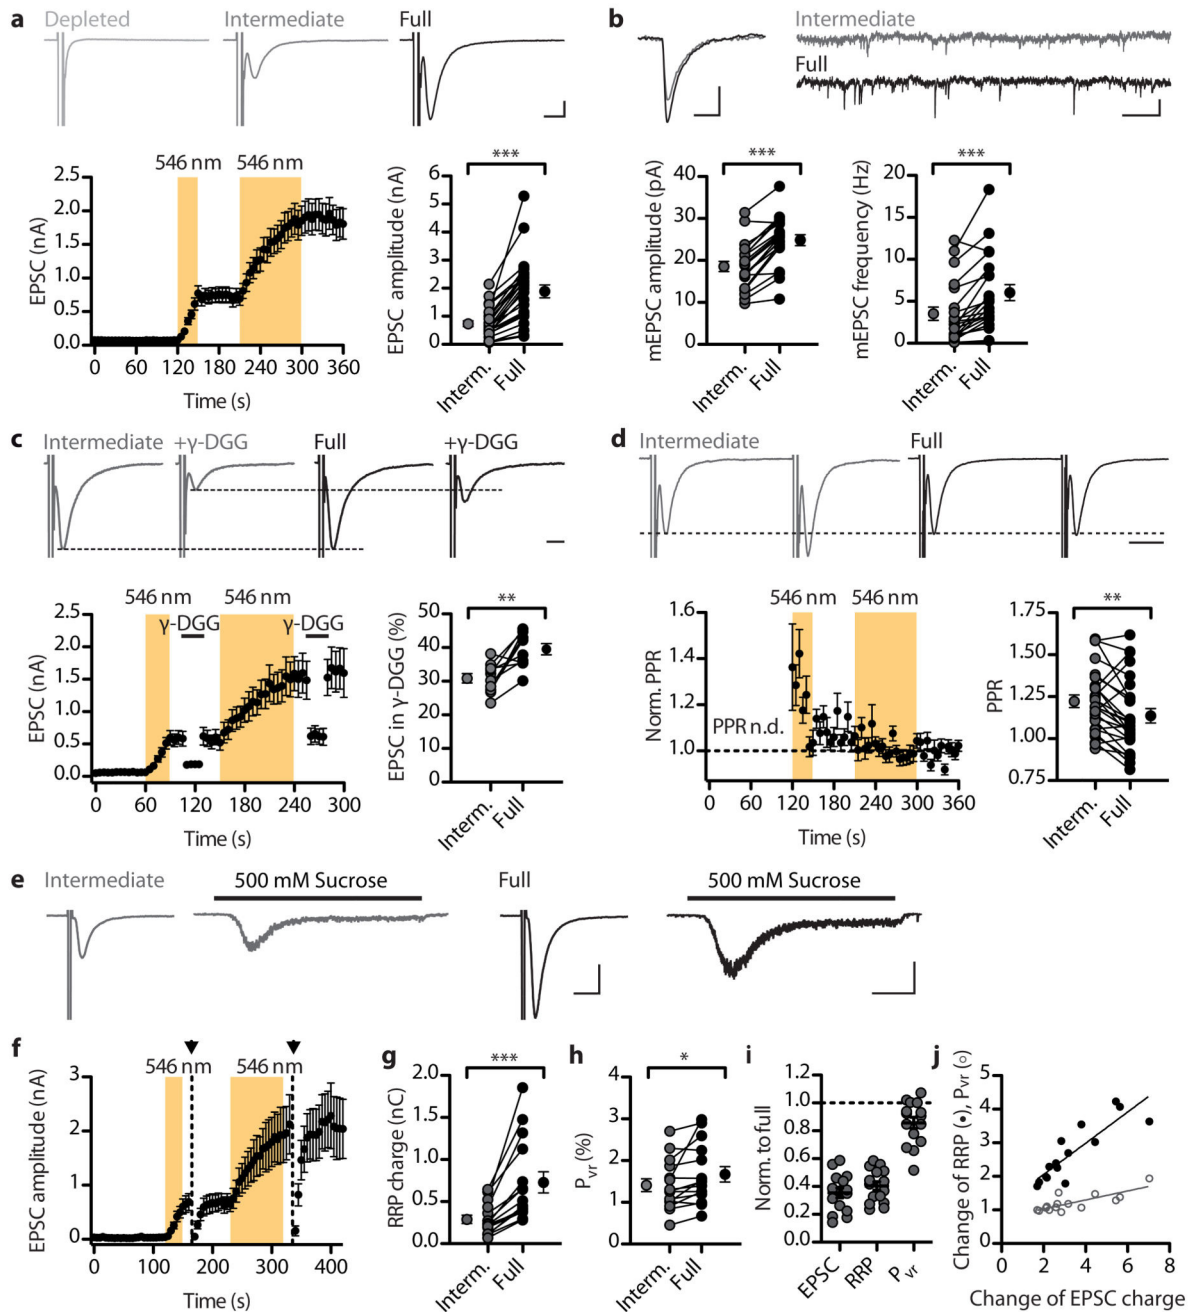 a Depleted Intermediate Full
546 nm 546 nm
***
EPSC (nA)
2.5
2.0
1.5
1.0
0.5
0.0
0 60 120 180 240 300 360
Time (s)
EPSC amplitude (nA)
6
5
4
3
2
1
0
Interm. Full
b Intermediate
Full
***
mEPSC amplitude (pA)
40
30
20
10
0
Interm. Full
***
mEPSC frequency (Hz)
20
15
10
5
0
Interm. Full
c Intermediate +γ-DGG Full +γ-DGG
546 nm 546 nm
γ-DGG γ-DGG
EPSC (nA)
2.5
2.0
1.5
1.0
0.5
0.0
0 60 120 180 240 300
Time (s)
**
EPSC in γ-DGG (%)
50
40
30
20
10
0
Interm. Full
d Intermediate Full
546 nm 546 nm
Norm. PPR
1.6
1.4
1.2
1.0
PPR n.d.
0 60 120 180 240 300 360
Time (s)
**
PPR
1.75
1.50
1.25
1.00
0.75
Interm. Full
e Intermediate 500 mM Sucrose Full 500 mM Sucrose
f
546 nm 546 nm
EPSC amplitude (nA)
3
2
1
0
0 100 200 300 400
Time (s)
g
***
RRP charge (nC)
2.0
1.5
1.0
0.5
0.0
Interm. Full
h
*
Pvr (%)
4
3
2
1
0
Interm. Full
i
Norm. to full
1.0
0.8
0.6
0.4
0.2
0.0
EPSC RRP Pvr
j
Change of RRP (•), Pvr (○)
5
4
3
2
1
0
0 2 4 6 8
Change of EPSC charge